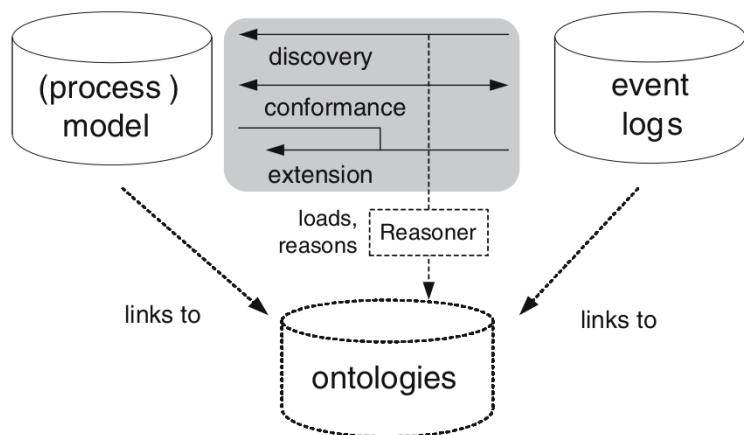 (process )
model
discovery
conformance
extension
event
logs
loads,
reasons
Reasoner
links to
links to
ontologies